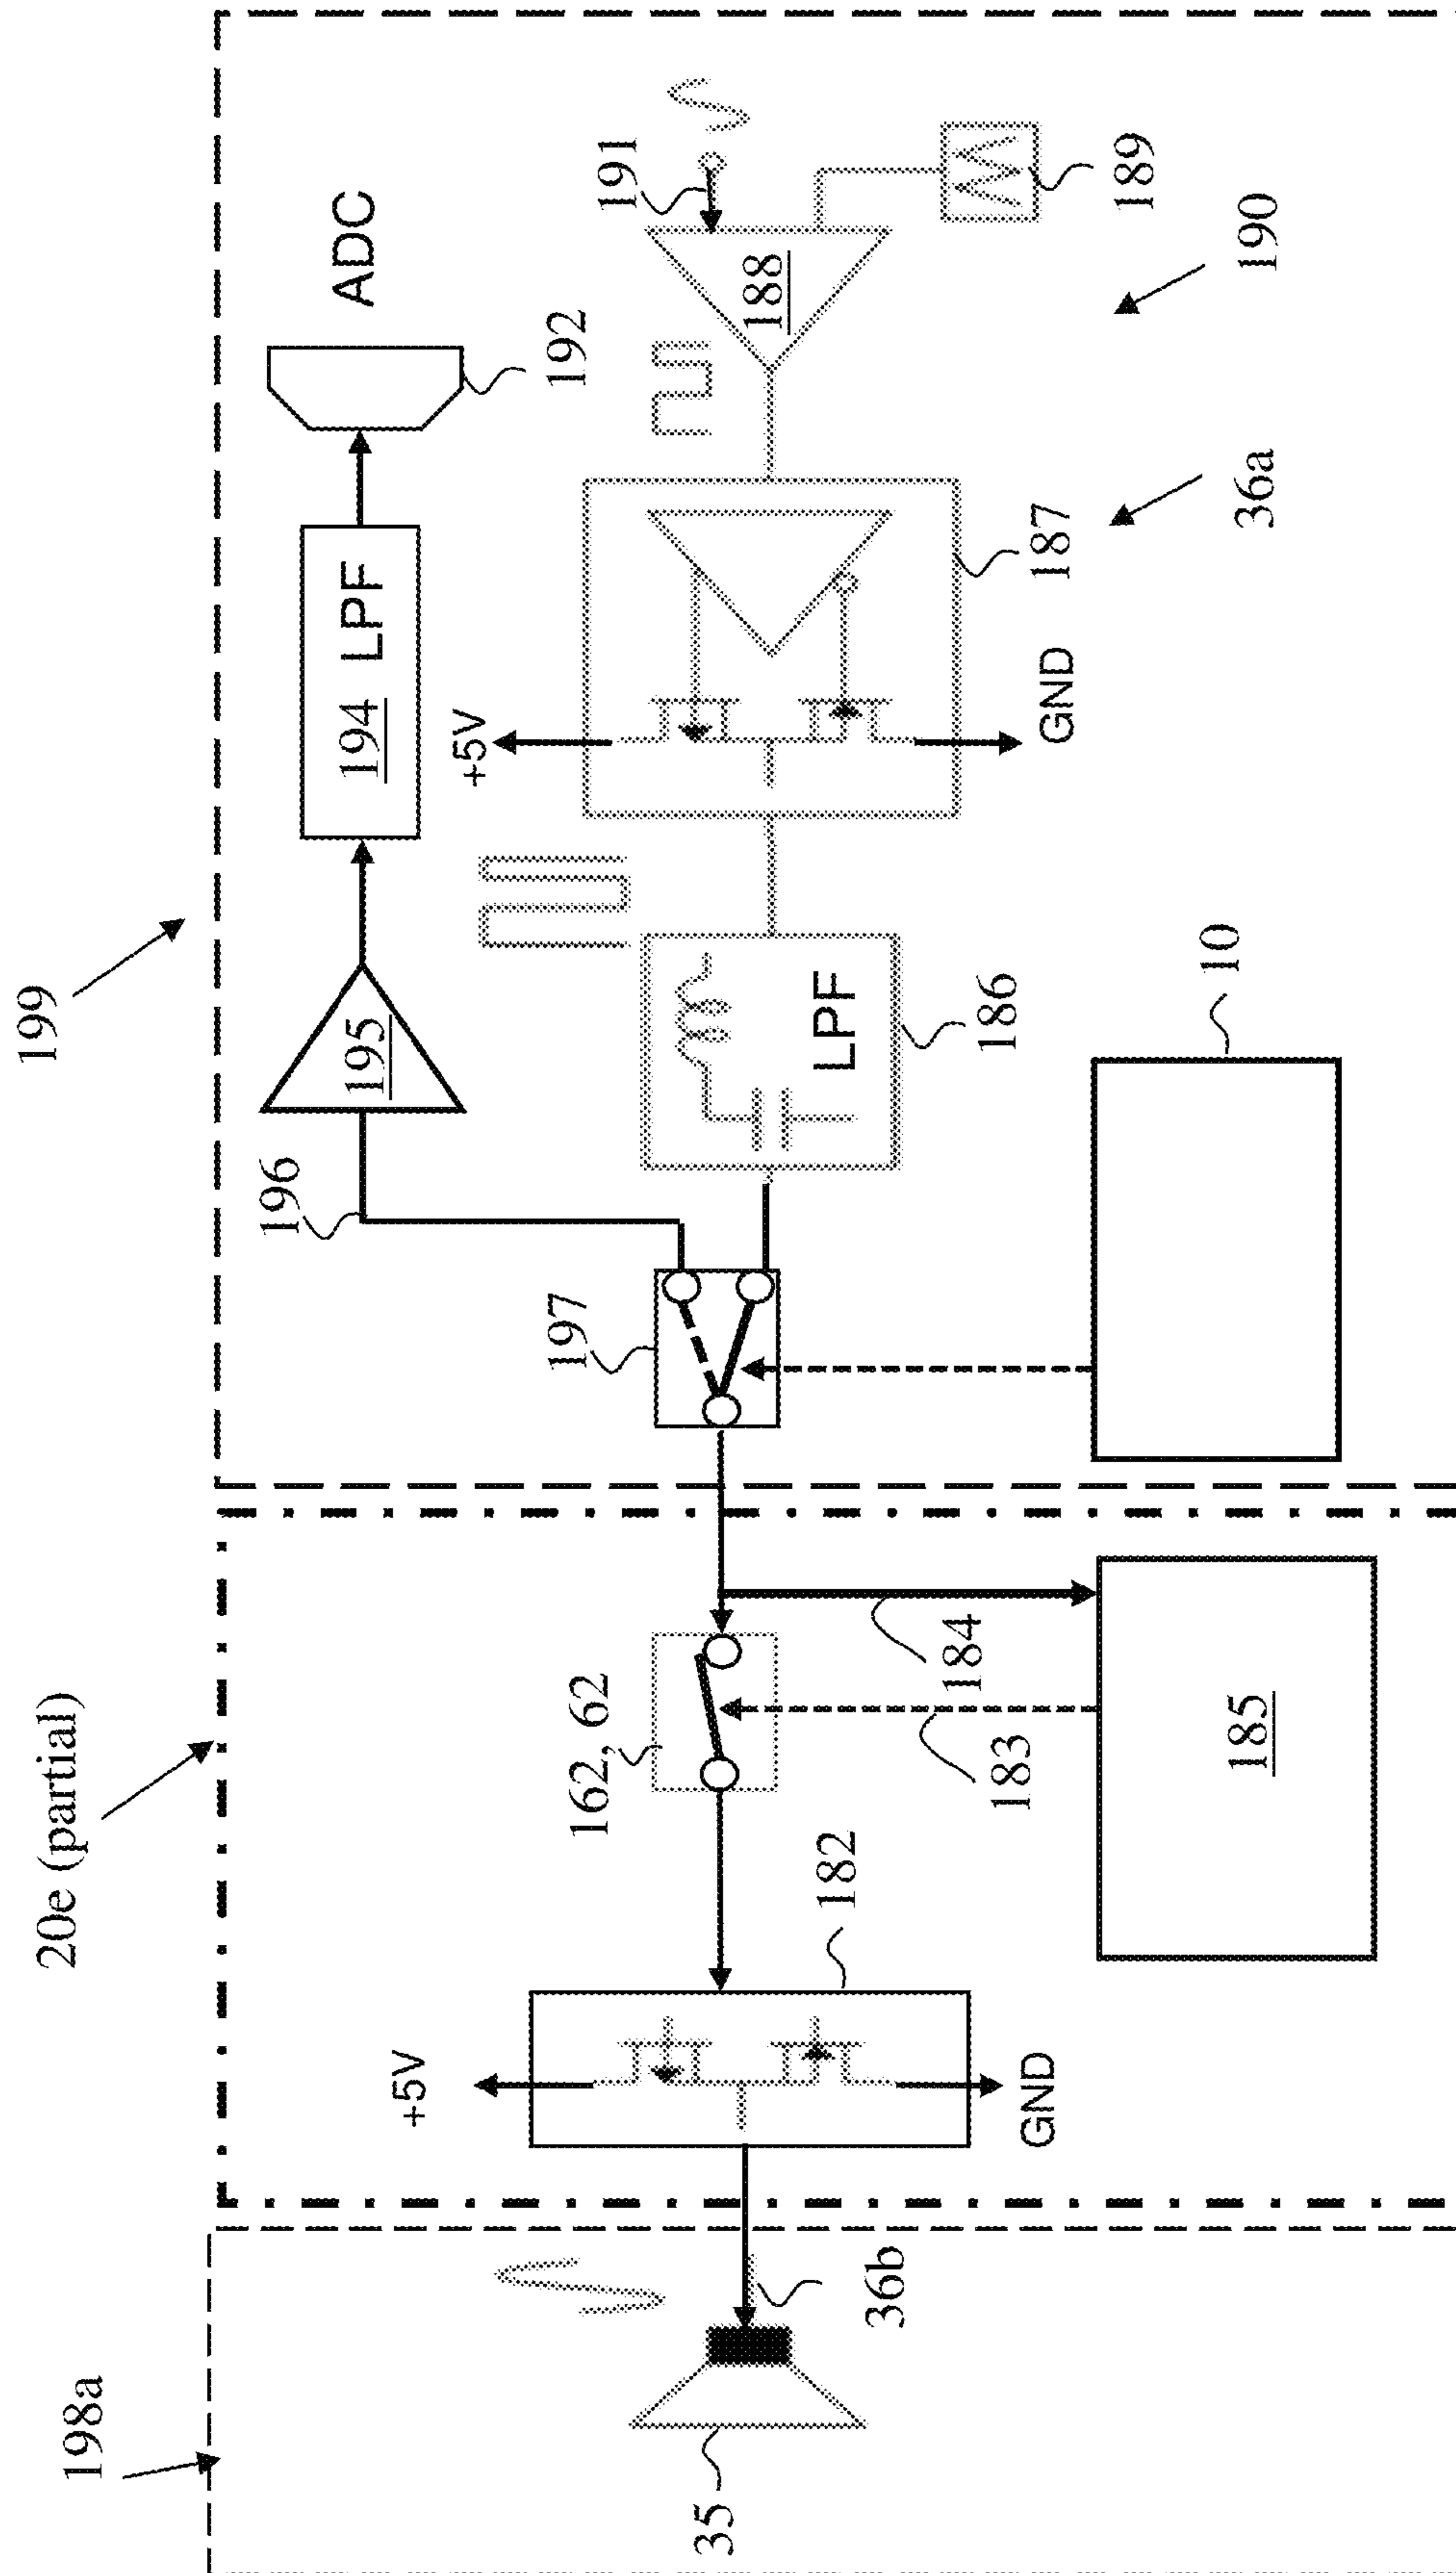 199
20e (partial)
198a
ADC
191
192
194 LPF
195
196
+5V
188
189
190
36a
187
GND
LPF
186
197
10
162, 62
184
183
185
+5V
182
GND
36b
35